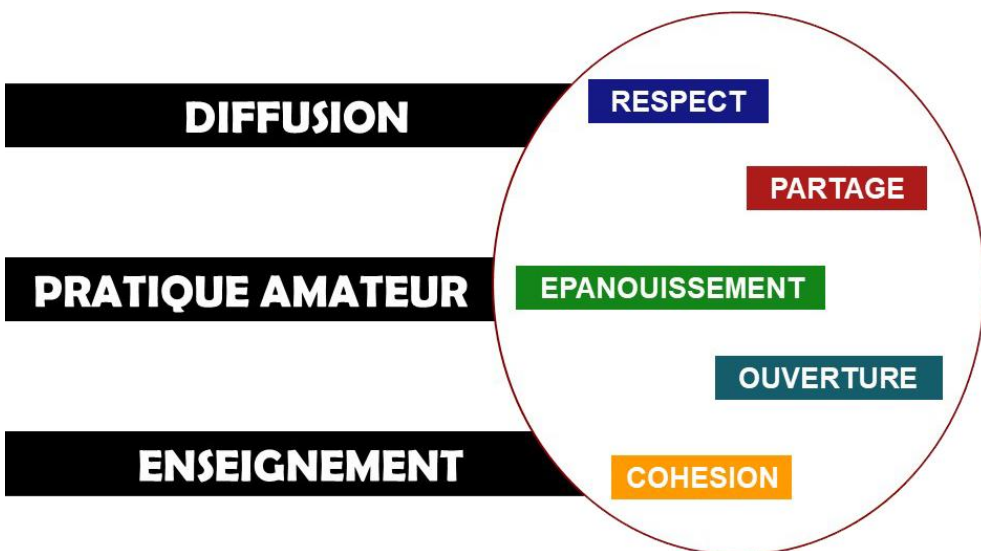 DIFFUSION
RESPECT
PARTAGE
PRATIQUE AMATEUR
EPANOUISSEMENT
OUVERTURE
ENSEIGNEMENT
COHESION